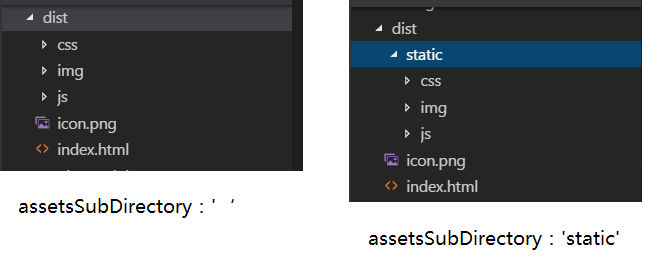 dist
css
img
js
icon.png
index.html
assetsSubDirectory：' ‘
dist
static
css
img
js
icon.png
index.html
assetsSubDirectory：'static'